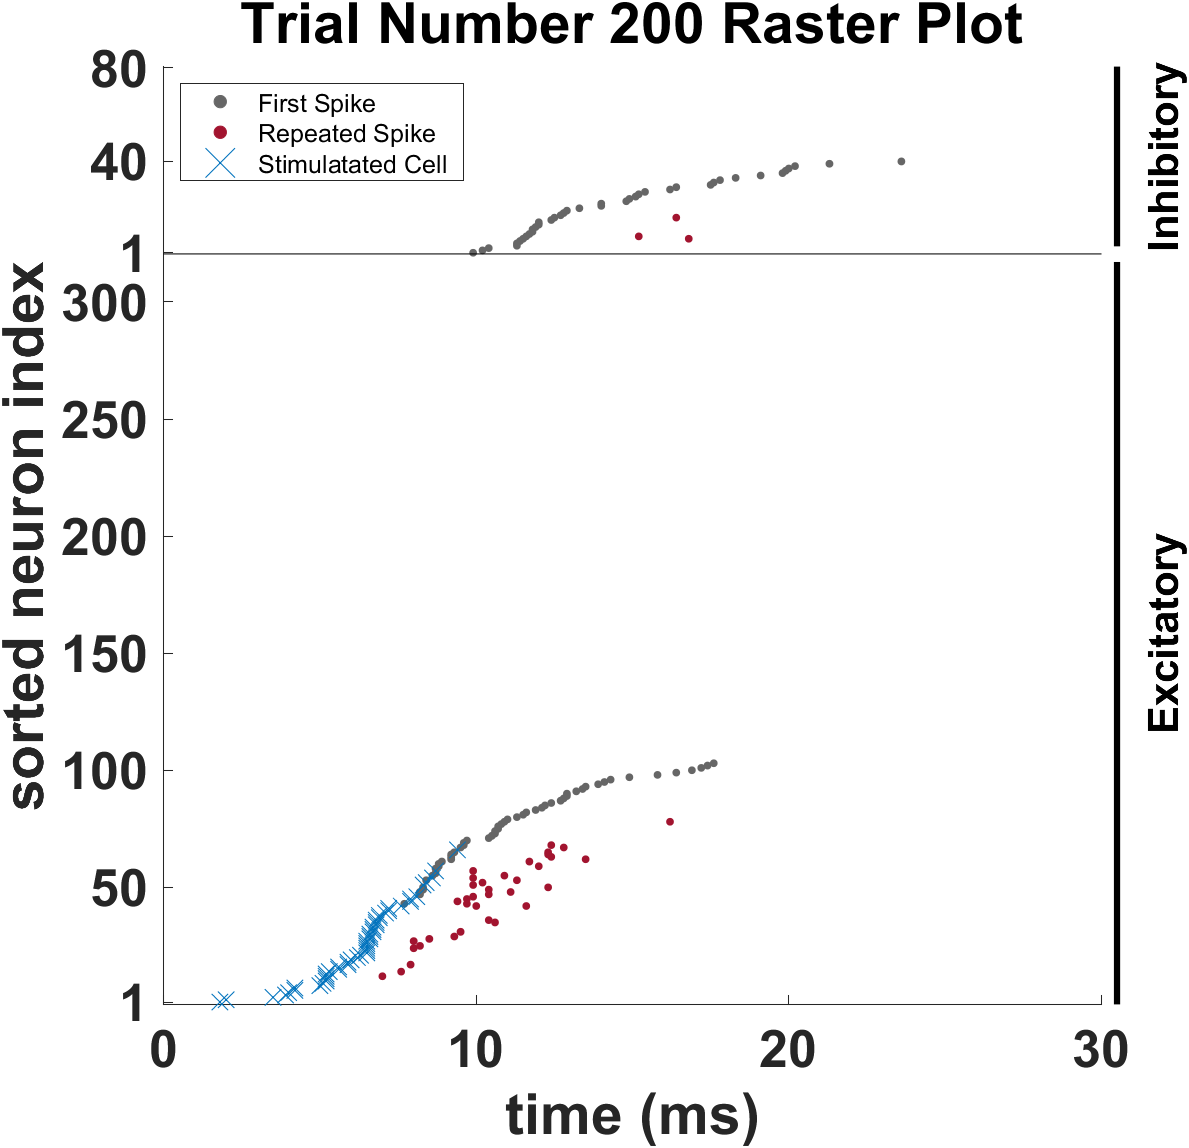 Trial Number 200 Raster Plot
First Spike
Repeated Spike
Stimulatated Cell
80
40
1
300
250
200
150
100
50
1
0
10
20
30
time (ms)
sorted neuron index
Inhibitory
Excitatory